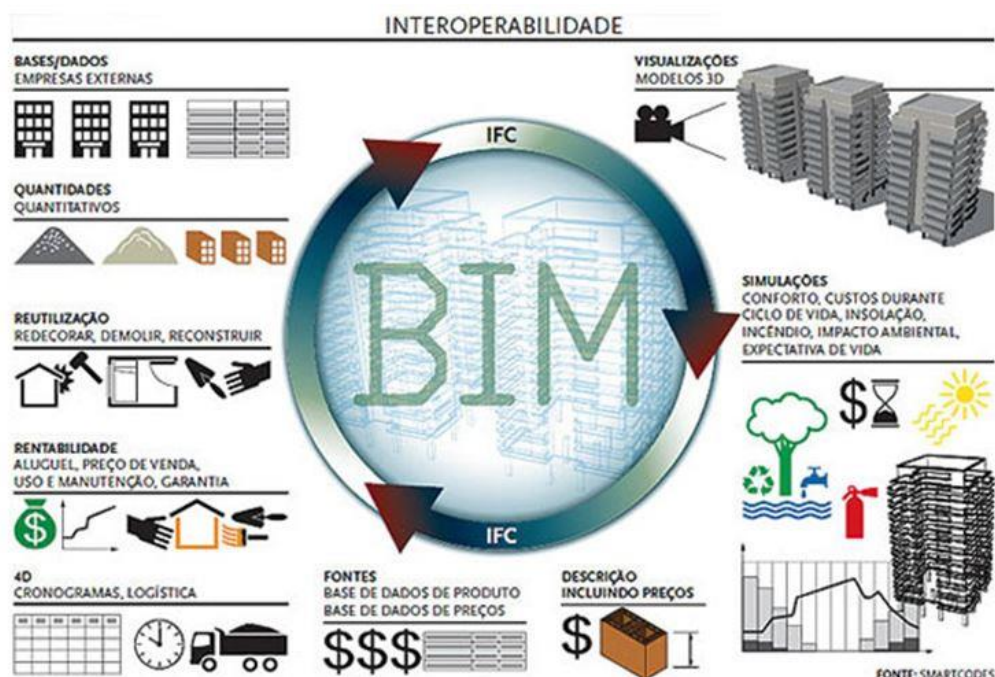 INTEROPERABILIDADE
BASES/DADOS
EMPRESAS EXTERNAS
QUANTIDADES
QUANTITATIVOS
REUTILIZAÇÃO
REDECORAR, DEMOLIR, RECONSTRUIR
RENTABILIDADE
ALUGUEL, PREÇO DE VENDA,
USO E MANUTENÇÃO, GARANTIA
4D
CRONOGRAMAS, LOGÍSTICA
IFC
BIM
IFC
FONTES
BASE DE DADOS DE PRODUTO
BASE DE DADOS DE PREÇOS
$$$
DESCRIÇÃO
INCLUINDO PREÇOS
$
VISUALIZAÇÕES
MODELOS 3D
SIMULAÇÕES
CONFORTO, CUSTOS DURANTE
CICLO DE VIDA, INSOLAÇÃO,
INCÊNDIO, IMPACTO AMBIENTAL,
EXPECTATIVA DE VIDA
$
FONTE: SMARTCODES